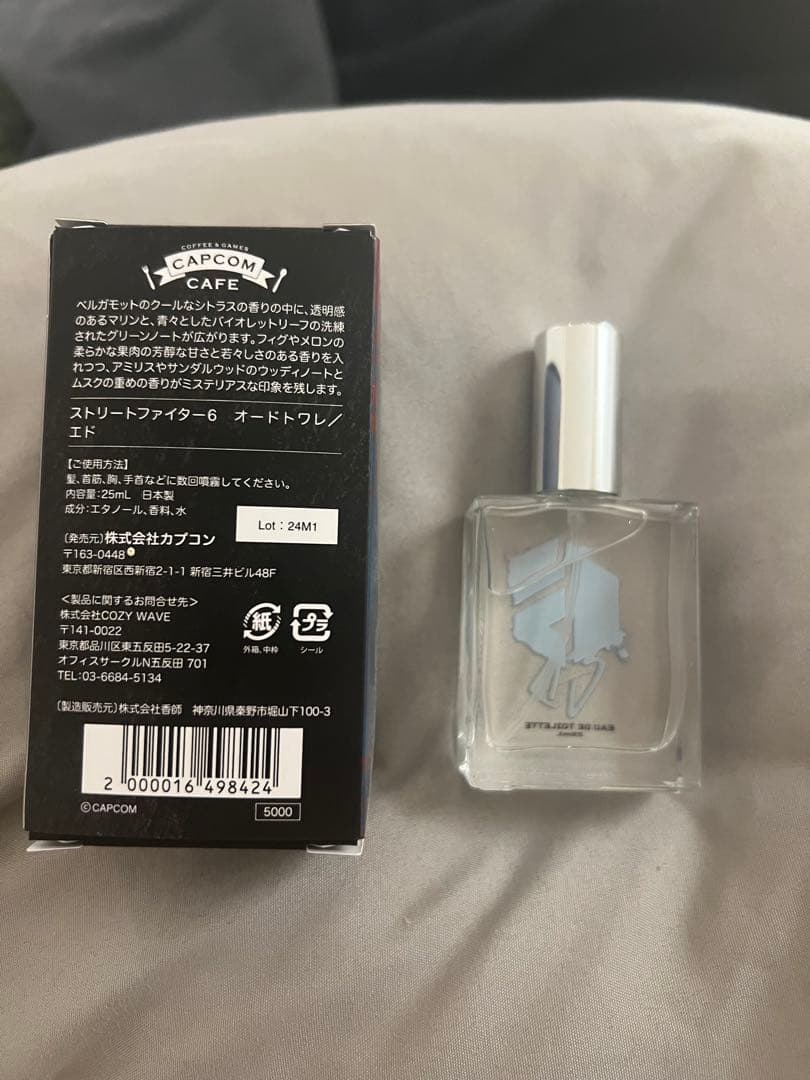 COFFEE & GAMES
CAPCOM
CAFE
ベルガモットのクールなシトラスの香りの中に、透明感
のあるマリンと、青々としたバイオレットリーフの洗練
されたグリーンノートが広がります。フィグやメロンの
柔らかな果肉の芳醇な甘さと若々しさのある香りを入
れつつ、アミリスやサンダルウッドのウッディノートと
ムスクの重めの香りがミステリアスな印象を残します。
ストリートファイター6 オードトワレ/
エド
【ご使用方法】
髪、首筋、胸、手首などに数回噴霧してください。
内容量:25mL 日本製
成分:エタノール、香料、水
Lot:24M1
(発売元)株式会社カプコン
〒163-0448
東京都新宿区西新宿2-1-1 新宿三井ビル48F
<製品に関するお問合せ先>
株式会社COZY WAVE
〒141-0022
東京都品川区東五反田5-22-37
オフィスサークルN五反田 701
TEL:03-6684-5134
紙
外箱、中枠
プラ
シール
(製造販売元)株式会社香師 神奈川県秦野市堀山下100-3
2 000016 498424
©CAPCOM
5000
EAU DE TOILETTE
25mL